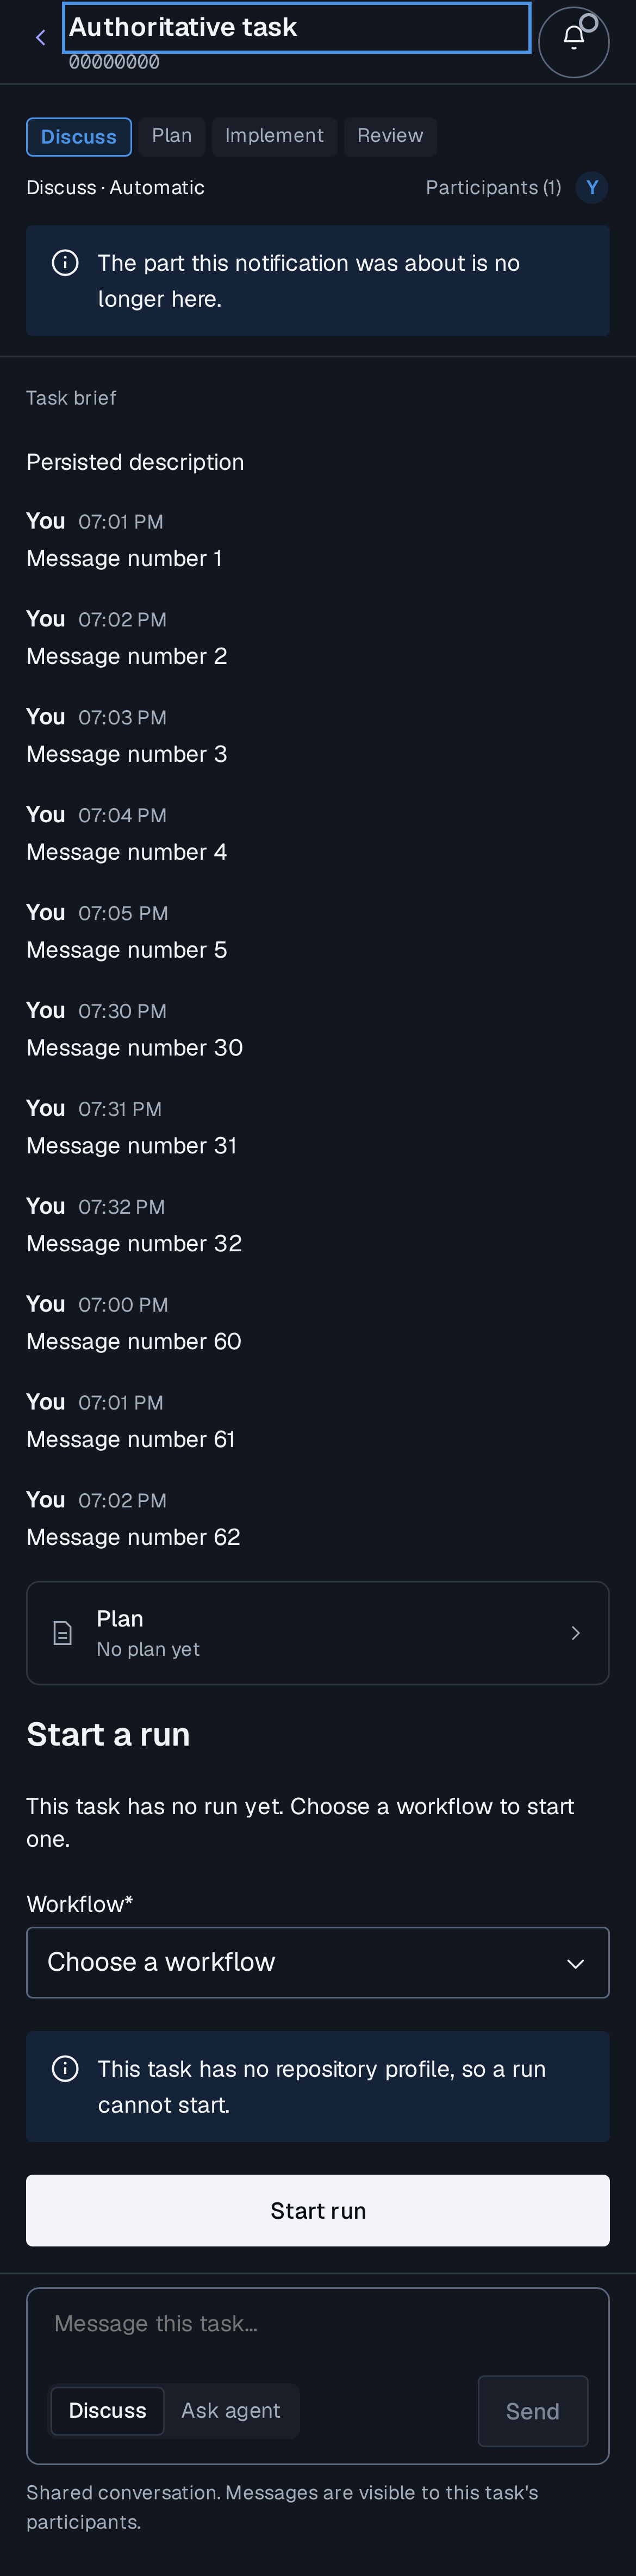 Authoritative task
00000000
Discuss
Plan
Implement
Review
Discuss · Automatic
Participants (1)
Y
The part this notification was about is no
longer here.
Task brief
Persisted description
You 07:01 PM
Message number 1
You 07:02 PM
Message number 2
You 07:03 PM
Message number 3
You 07:04 PM
Message number 4
You 07:05 PM
Message number 5
You 07:30 PM
Message number 30
You 07:31 PM
Message number 31
You 07:32 PM
Message number 32
You 07:00 PM
Message number 60
You 07:01 PM
Message number 61
You 07:02 PM
Message number 62
Plan
No plan yet
Start a run
This task has no run yet. Choose a workflow to start
one.
Workflow*
Choose a workflow
This task has no repository profile, so a run
cannot start.
Start run
Message this task...
Discuss
Ask agent
Send
Shared conversation. Messages are visible to this task's
participants.